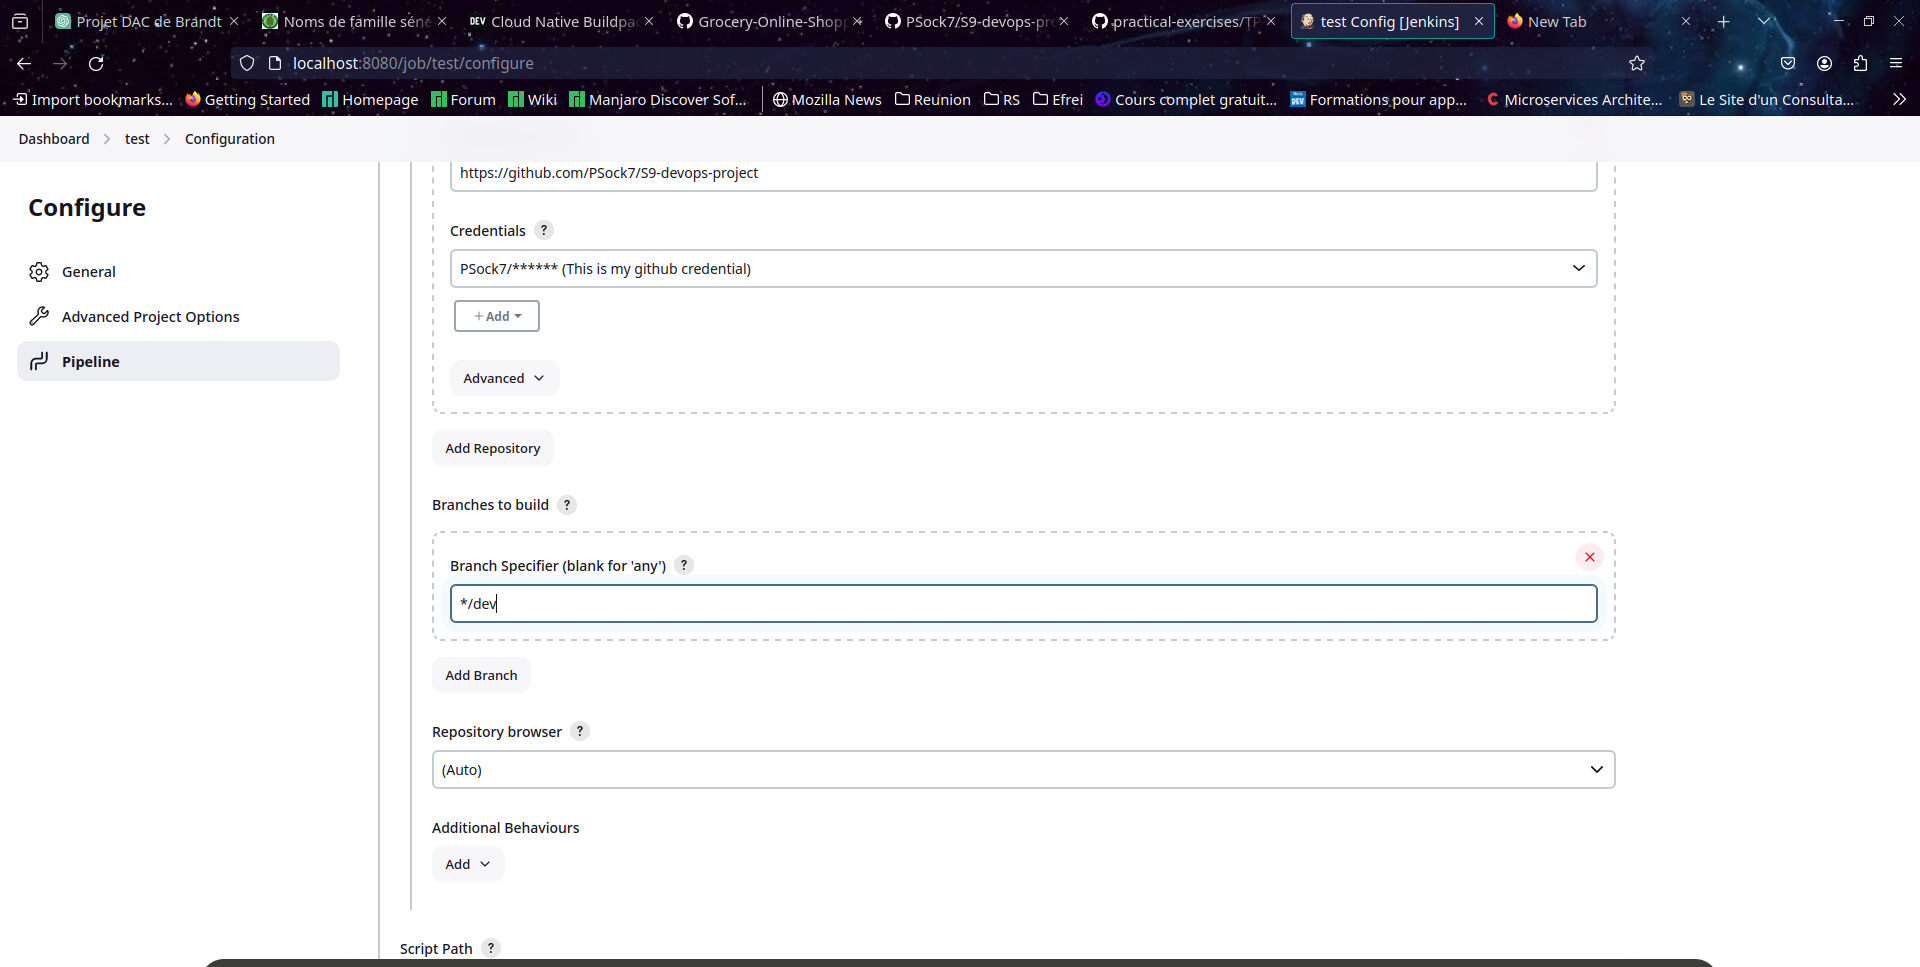 Projet DAC de Brandt
Noms de famille séné
DEV Cloud Native Buildpa
Grocery-Online-Shopp
PSock7/S9-devops-pr
practical-exercises/TP
test Config [Jenkins]
New Tab
localhost:8080/job/test/configure
Import bookmarks...
Getting Started
Homepage
Forum
Wiki
Manjaro Discover Sof...
Mozilla News
Reunion
RS
Efrei
Cours complet gratuit...
Formations pour app...
Microservices Archite...
Le Site d'un Consulta...
Dashboard
test
Configuration
Configure
General
Advanced Project Options
Pipeline
https://github.com/PSock7/S9-devops-project
Credentials ?
PSock7/****** (This is my github credential)
+ Add
Advanced
Add Repository
Branches to build ?
Branch Specifier (blank for 'any') ?
*/dev
Add Branch
Repository browser ?
(Auto)
Additional Behaviours
Add
Script Path ?